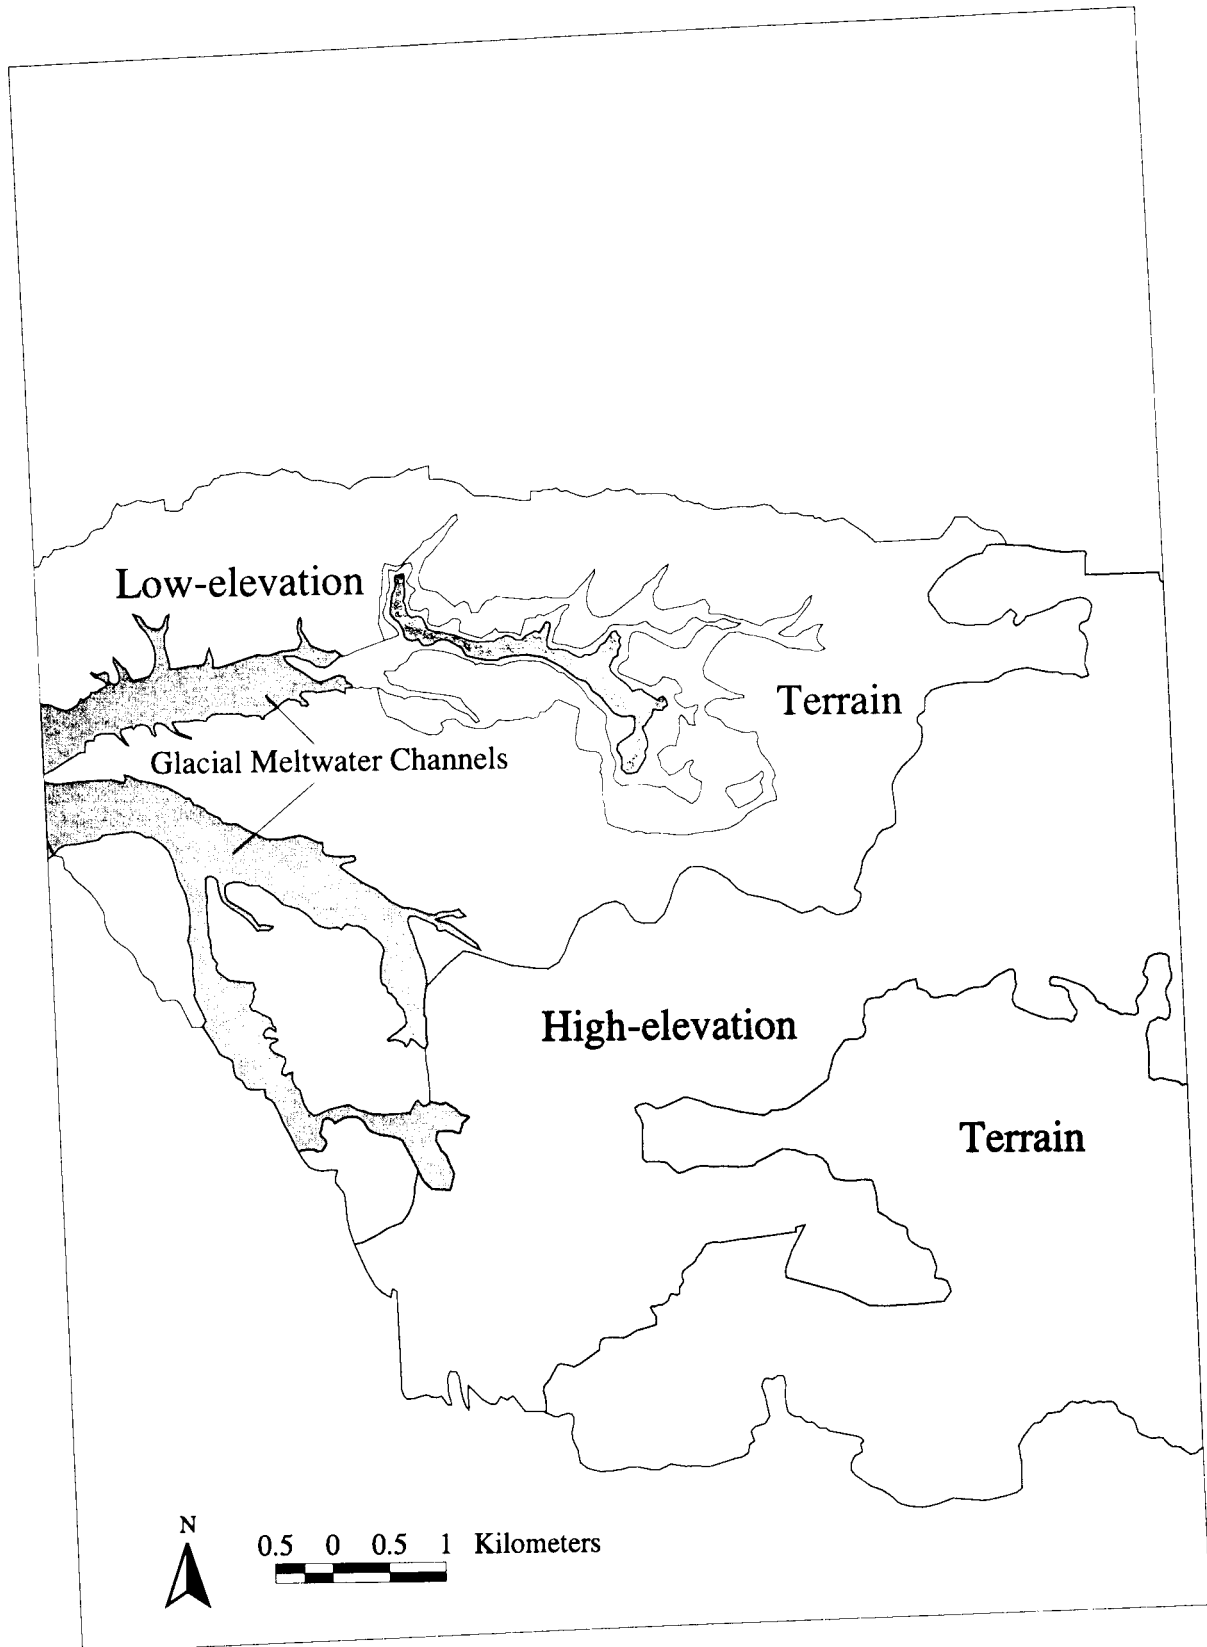 Low-elevation
Terrain
Glacial Meltwater Channels
High-elevation
Terrain
N
0.5 0 0.5 1 Kilometers